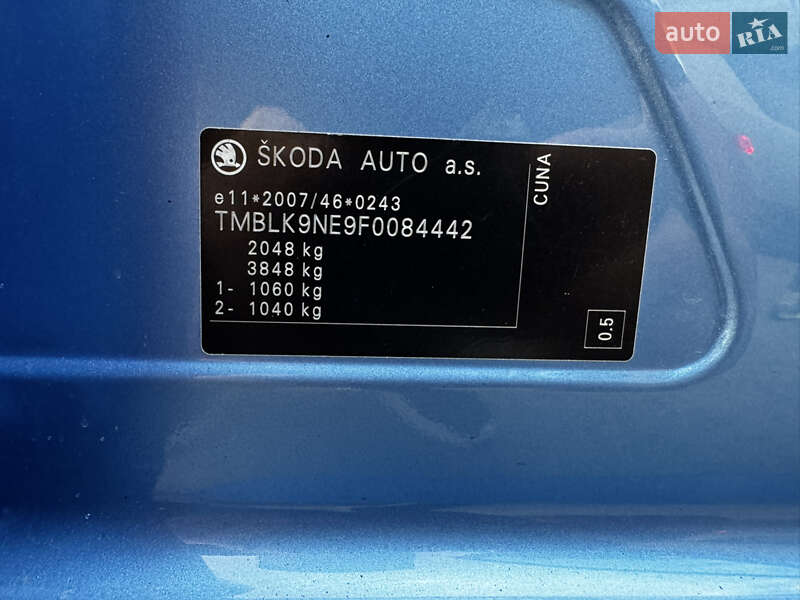 auto RIA .com
ŠKODA AUTO a.s.
e11*2007/46*0243
TMBLK9NE9F0084442
2048 kg
3848 kg
1- 1060 kg
2- 1040 kg
CUNA
0.5